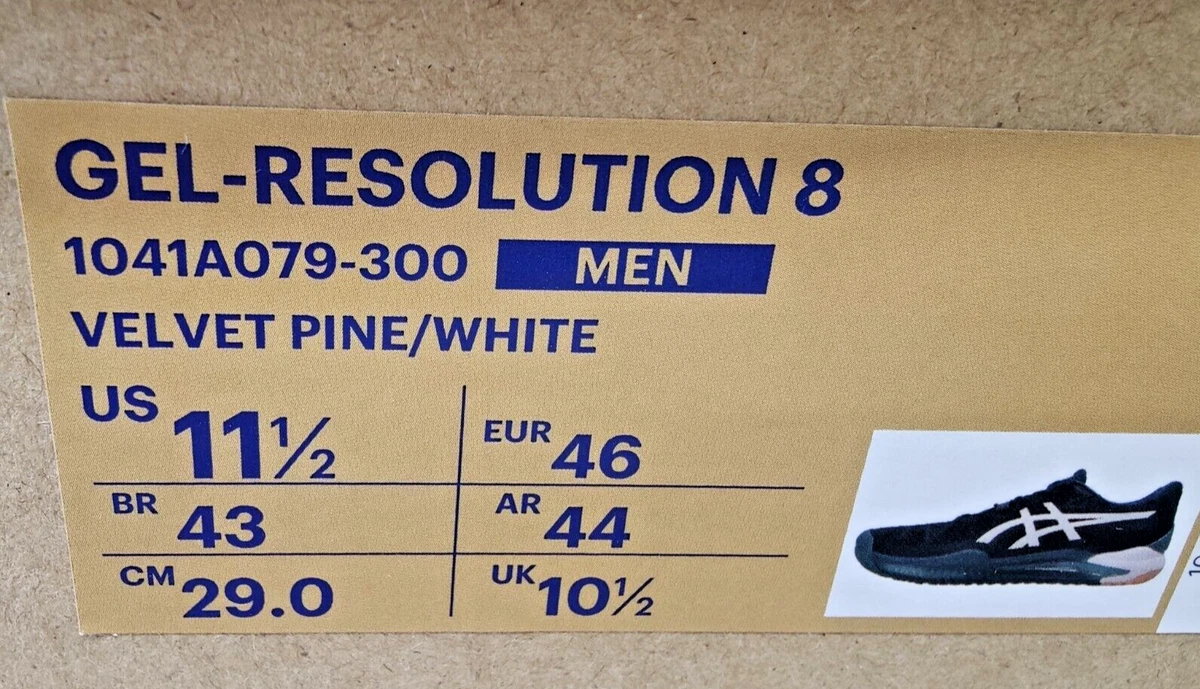 GEL-RESOLUTION 8
1041A079-300 MEN
VELVET PINE/WHITE
US 11½ EUR 46
BR 43 AR 44
CM 29.0 UK 10½